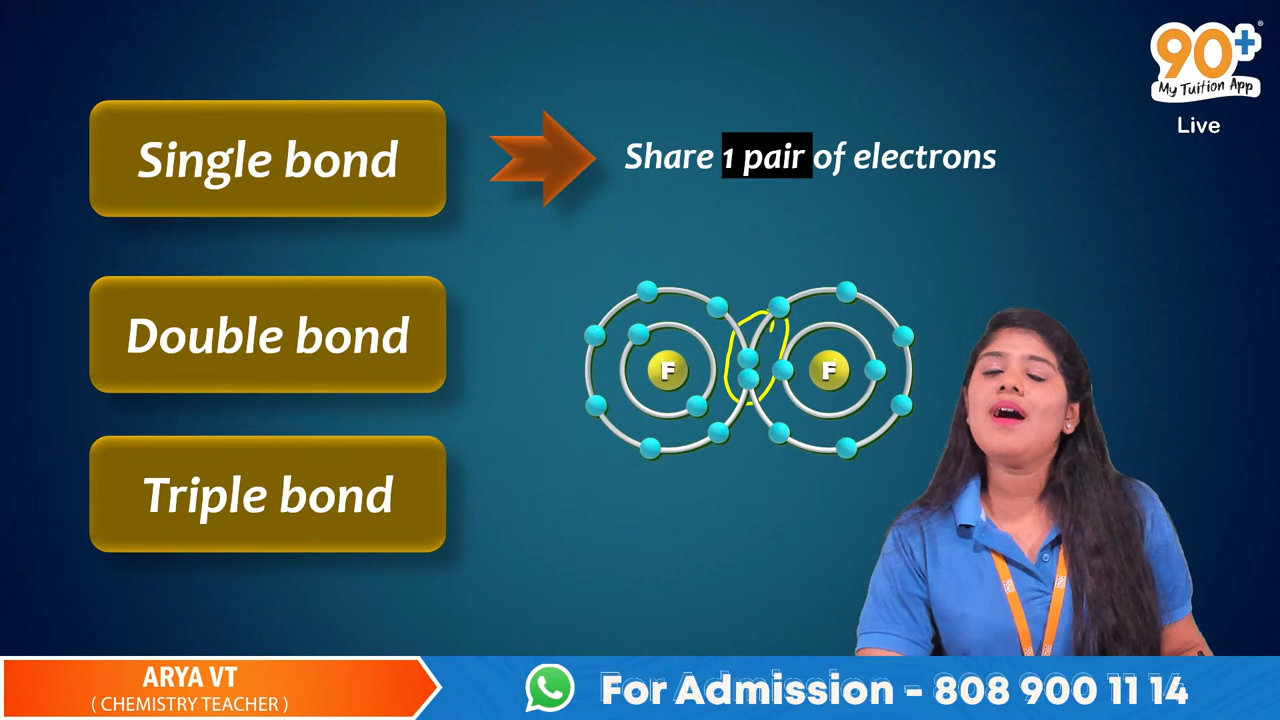 90+
My Tuition App
Live
Single bond
Share 1 pair of electrons
Double bond
F F
Triple bond
ARYA VT
( CHEMISTRY TEACHER )
For Admission - 808 900 11 14